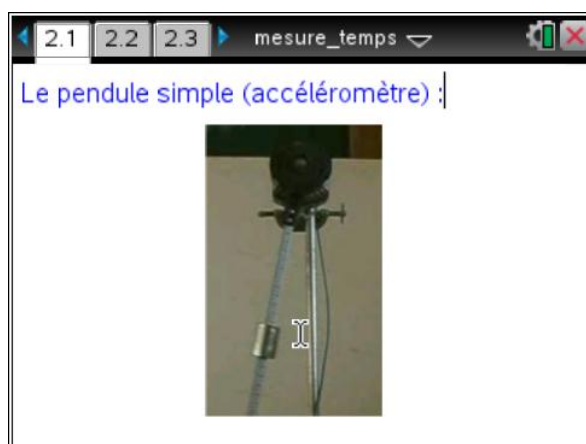 2.1 2.2 2.3 mesure_temps
Le pendule simple (accéléromètre) :